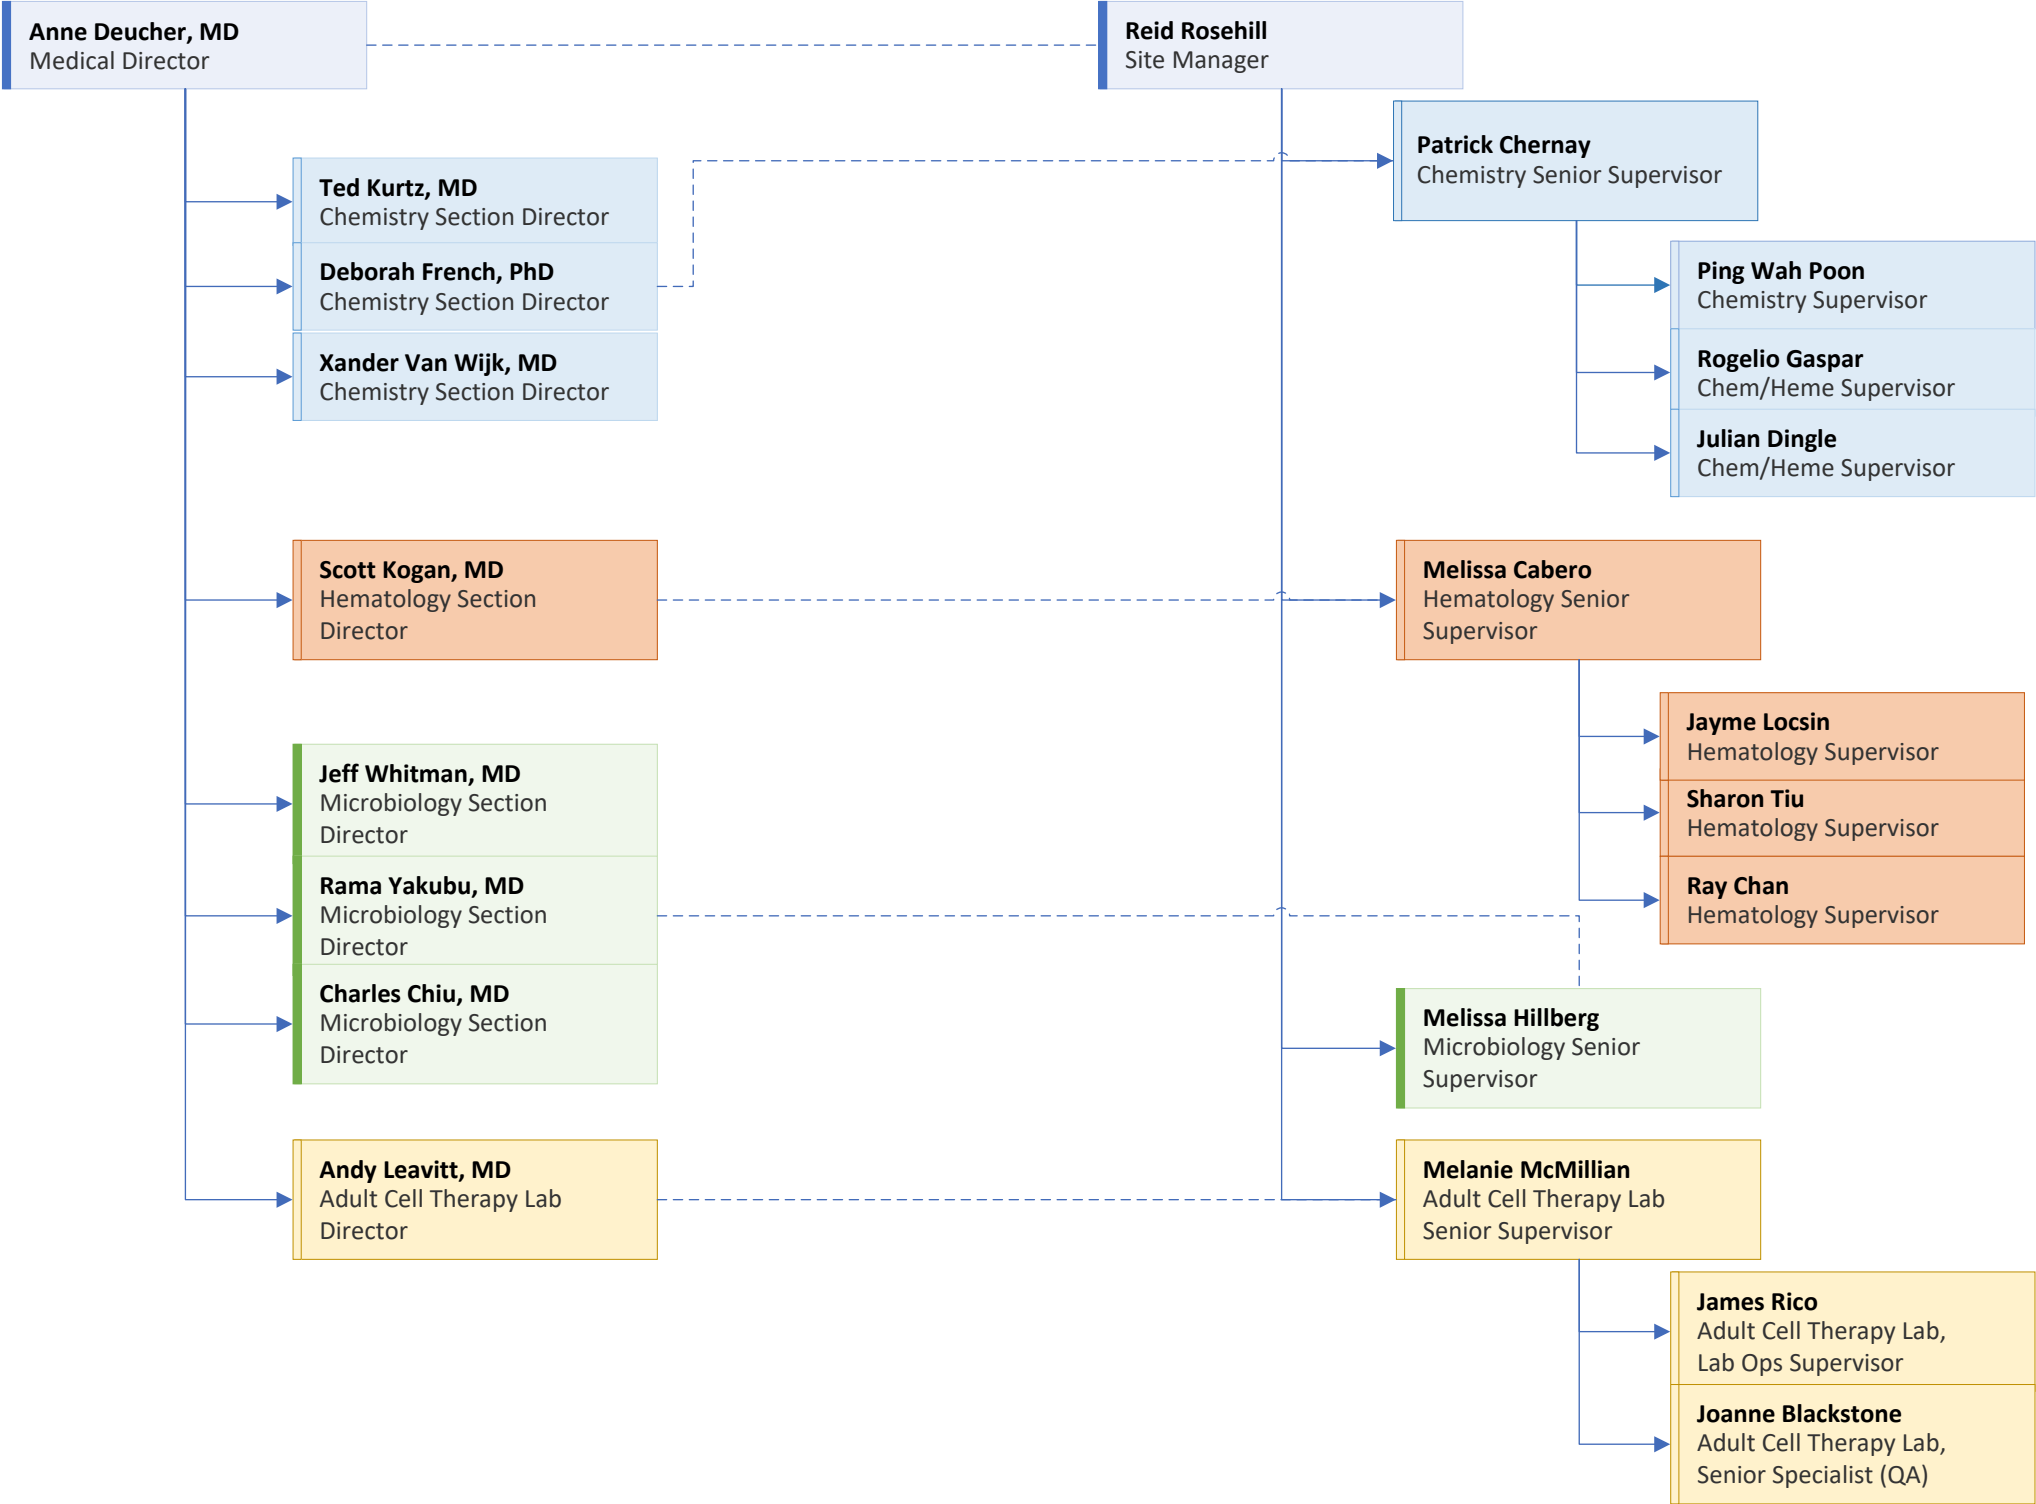 Anne Deucher, MD
Medical Director
Reid Rosehill
Site Manager
Ted Kurtz, MD
Chemistry Section Director
Deborah French, PhD
Chemistry Section Director
Xander Van Wijk, MD
Chemistry Section Director
Scott Kogan, MD
Hematology Section
Director
Jeff Whitman, MD
Microbiology Section
Director
Rama Yakubu, MD
Microbiology Section
Director
Charles Chiu, MD
Microbiology Section
Director
Andy Leavitt, MD
Adult Cell Therapy Lab
Director
Patrick Chernay
Chemistry Senior Supervisor
Ping Wah Poon
Chemistry Supervisor
Rogelio Gaspar
Chem/Heme Supervisor
Julian Dingle
Chem/Heme Supervisor
Melissa Cabero
Hematology Senior
Supervisor
Jayme Locsin
Hematology Supervisor
Sharon Tiu
Hematology Supervisor
Ray Chan
Hematology Supervisor
Melissa Hillberg
Microbiology Senior
Supervisor
Melanie McMillian
Adult Cell Therapy Lab
Senior Supervisor
James Rico
Adult Cell Therapy Lab,
Lab Ops Supervisor
Joanne Blackstone
Adult Cell Therapy Lab,
Senior Specialist (QA)